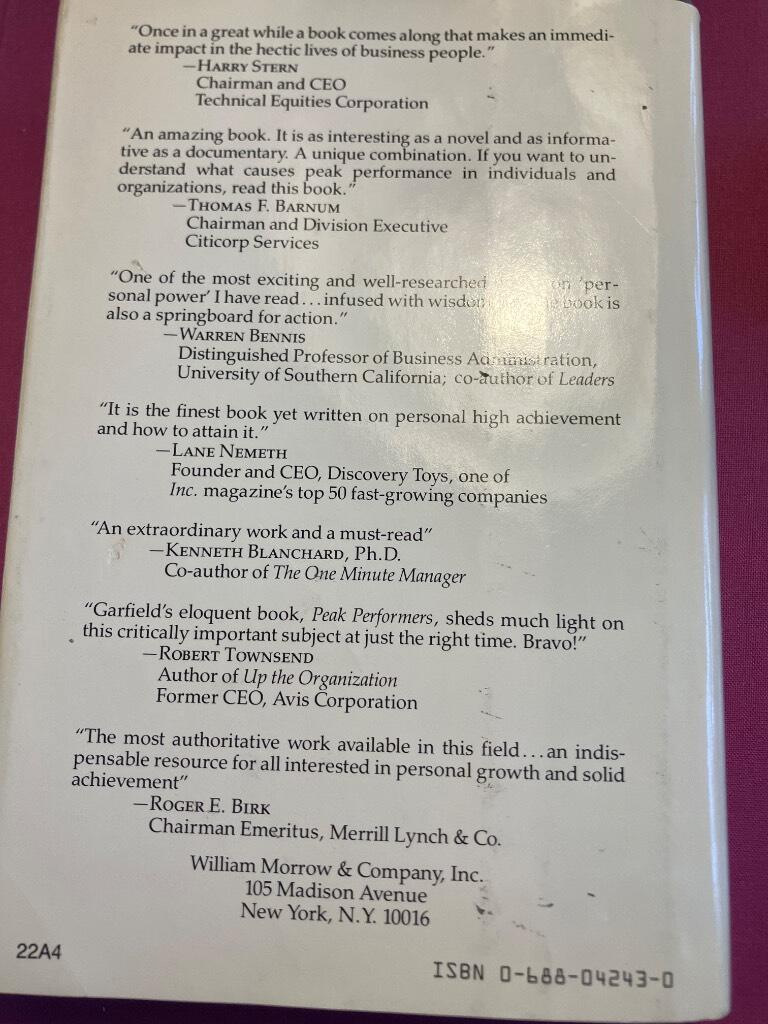 “Once in a great while a book comes along that makes an immedi-
ate impact in the hectic lives of business people.”
—HARRY STERN
Chairman and CEO
Technical Equities Corporation
“An amazing book. It is as interesting as a novel and as informa-
tive as a documentary. A unique combination. If you want to un-
derstand what causes peak performance in individuals and
organizations, read this book.”
—THOMAS F. BARNUM
Chairman and Division Executive
Citicorp Services
“One of the most exciting and well-researched on ‘per-
sonal power’ I have read...infused with wisdom book is
also a springboard for action.”
—WARREN BENNIS
Distinguished Professor of Business Administration,
University of Southern California; co-author of Leaders
“It is the finest book yet written on personal high achievement
and how to attain it.”
—LANE NEMETH
Founder and CEO, Discovery Toys, one of
Inc. magazine’s top 50 fast-growing companies
“An extraordinary work and a must-read”
—KENNETH BLANCHARD, Ph.D.
Co-author of The One Minute Manager
“Garfield’s eloquent book, Peak Performers, sheds much light on
this critically important subject at just the right time. Bravo!”
—ROBERT TOWNSEND
Author of Up the Organization
Former CEO, Avis Corporation
“The most authoritative work available in this field...an indis-
pensable resource for all interested in personal growth and solid
achievement”
—ROGER E. BIRK
Chairman Emeritus, Merrill Lynch & Co.
William Morrow & Company, Inc.
105 Madison Avenue
New York, N.Y. 10016
22A4
ISBN 0-688-04243-0